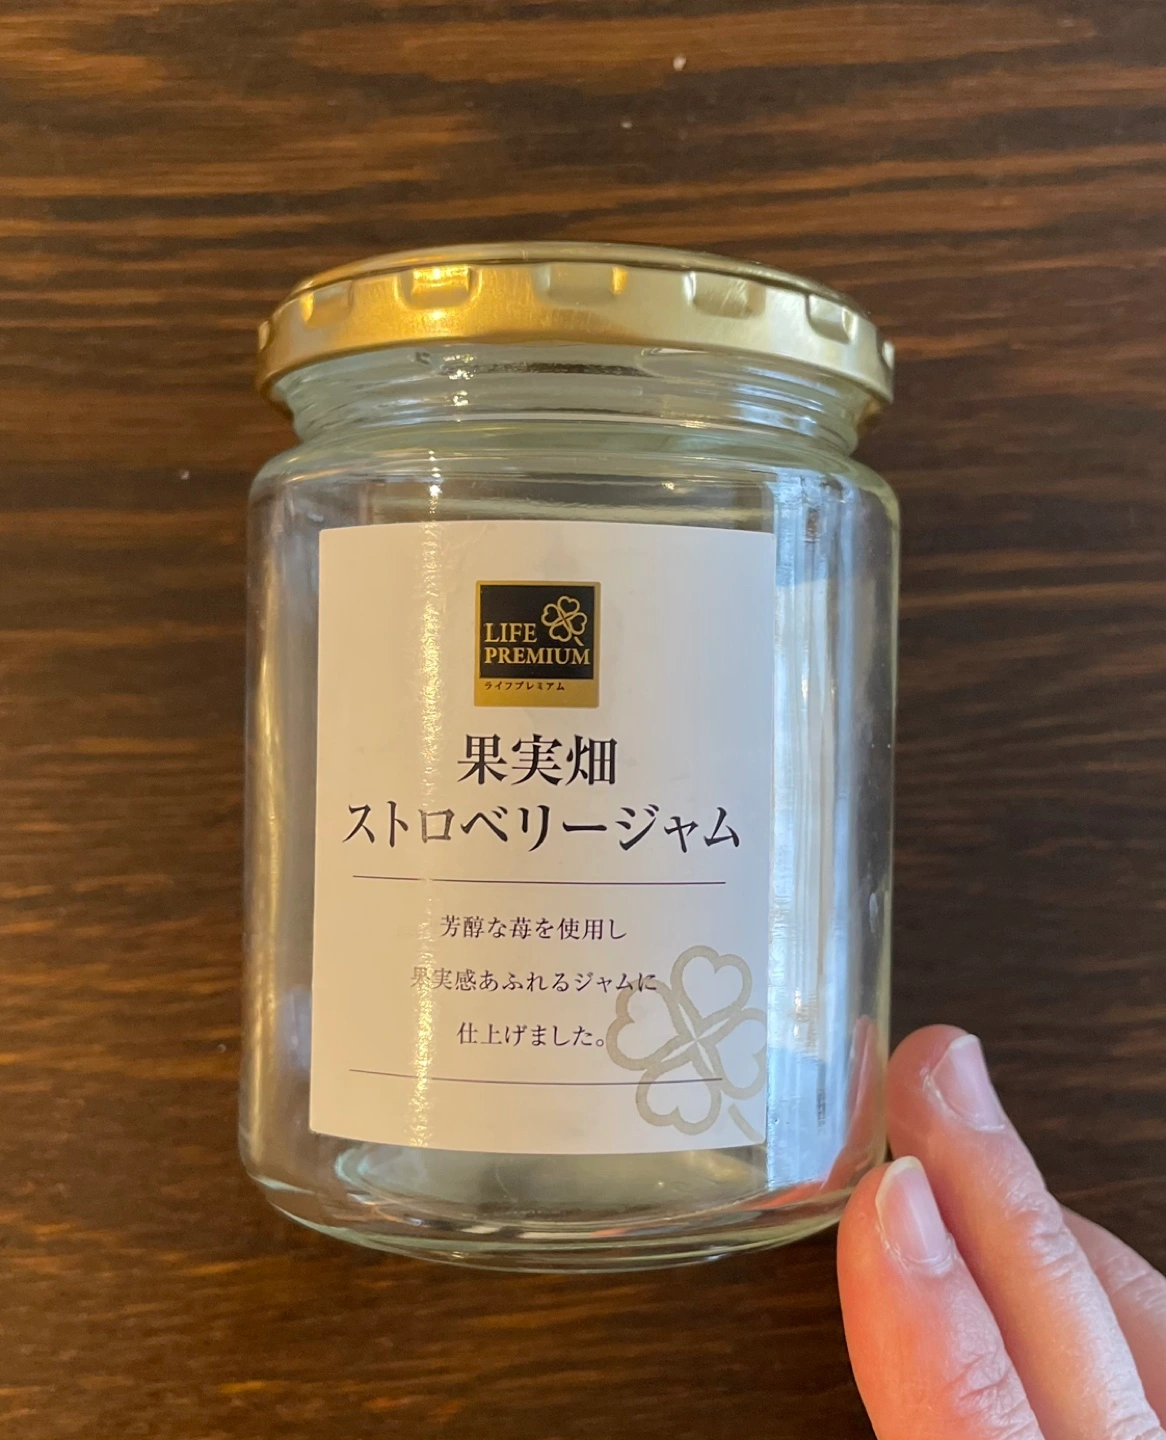 LIFE
PREMIUM
ライフプレミアム
果実畑
ストロベリージャム
芳醇な苺を使用し
果実感あふれるジャムに
仕上げました。